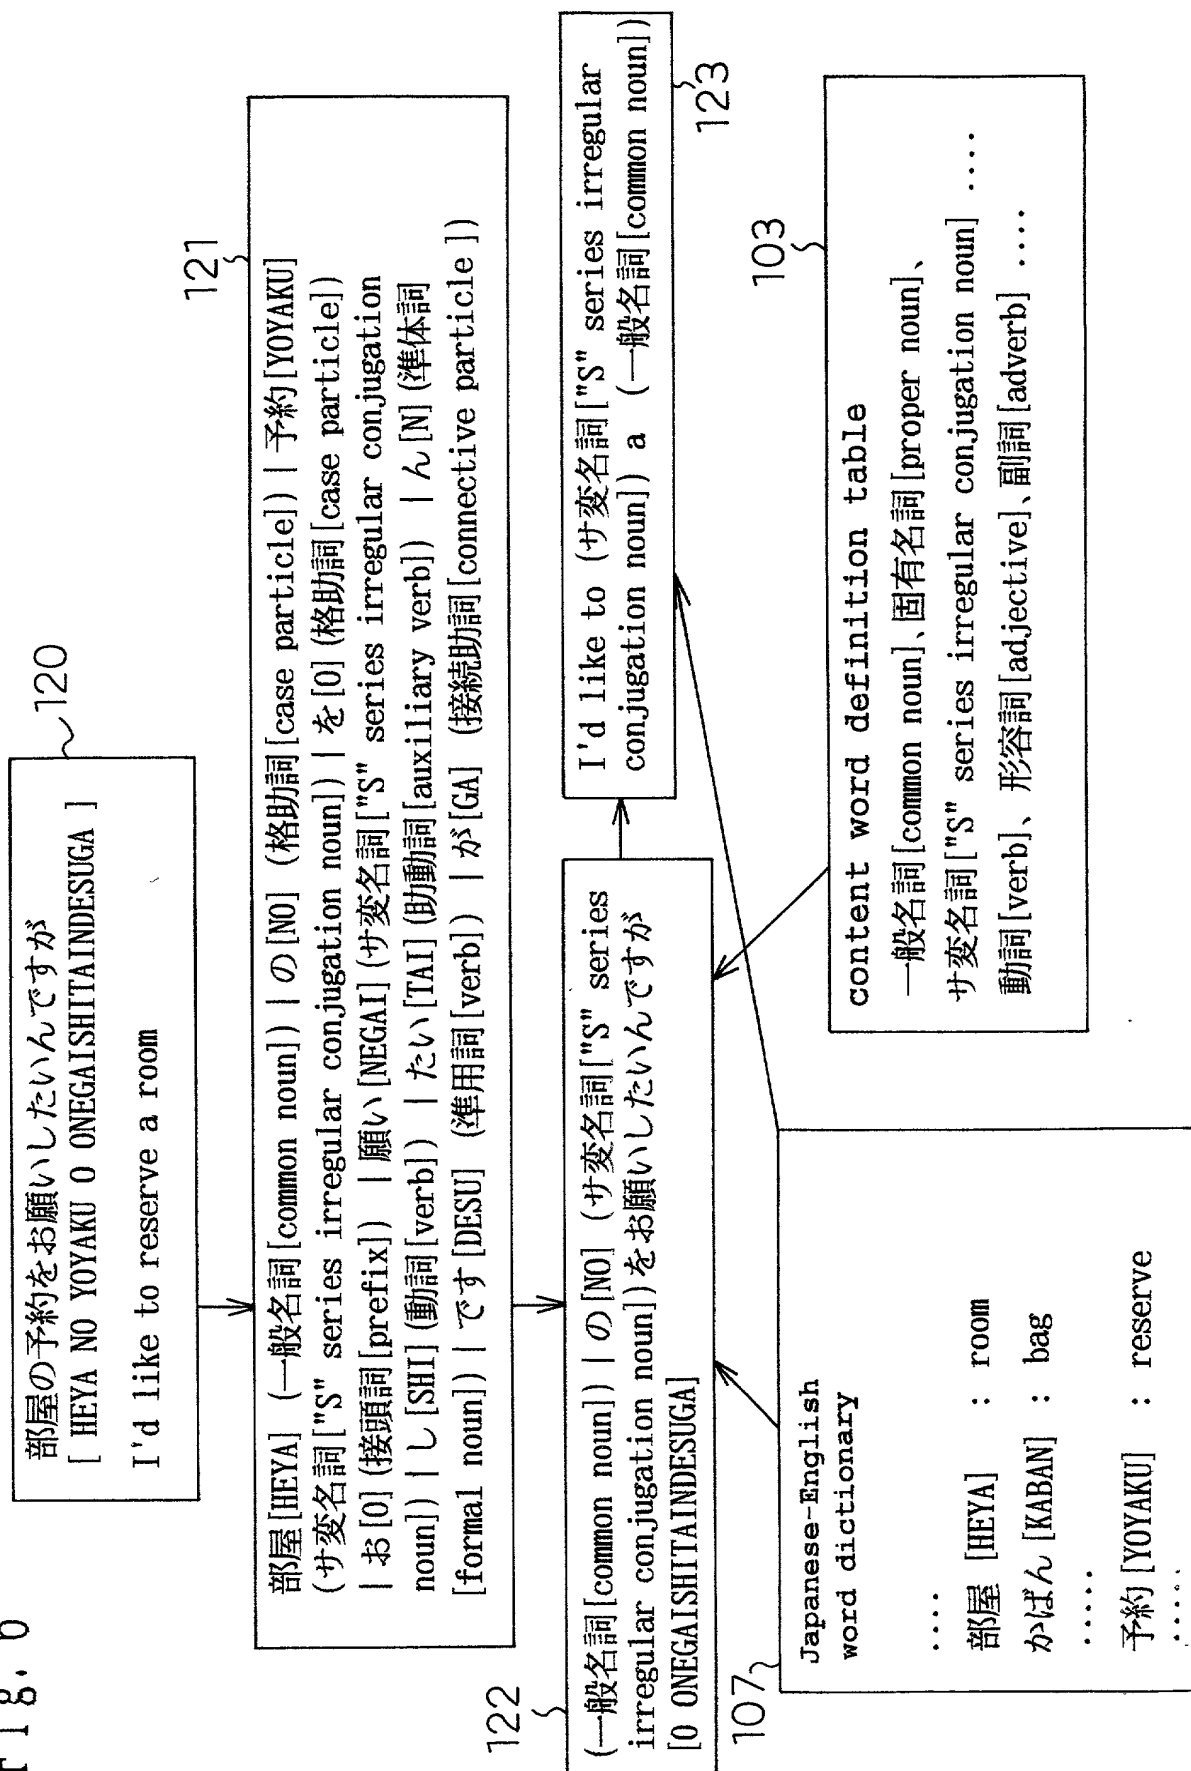 Fig. 6
120
部屋の予約をお願いしたいんですが
[ HEYA NO YOYAKU O ONEGAISHITAINDESUGA ]
I'd like to reserve a room
121
部屋[HEYA] (一般名詞[common noun])|の[NO] (格助詞[case particle])|予約[YOYAKU]
(サ変名詞["S" series irregular conjugation noun])|を[O](格助詞[case particle])
|お[O](接頭詞[prefix]) |願い[NEGAI](サ変名詞["S" series irregular conjugation
noun])|し[SHI](動詞[verb]) |たい[TAI](助動詞[auxiliary verb]) |ん[N](準体詞
[formal noun])|です[DESU] (準用詞[verb]) |が[GA] (接続助詞[connective particle])
122
(一般名詞[common noun])|の[NO] (サ変名詞["S" series
irregular conjugation noun])をお願いしたいんですが
[O ONEGAISHITAINDESUGA]
123
I'd like to (サ変名詞["S" series irregular
conjugation noun]) a (一般名詞[common noun])
107
Japanese-English
word dictionary
....
部屋 [HEYA] : room
かばん [KABAN] : bag
.....
予約 [YOYAKU] : reserve
.....
103
content word definition table
一般名詞[common noun]、固有名詞[proper noun]、
サ変名詞["S" series irregular conjugation noun] ....
動詞[verb]、形容詞[adjective]、副詞[adverb] ....